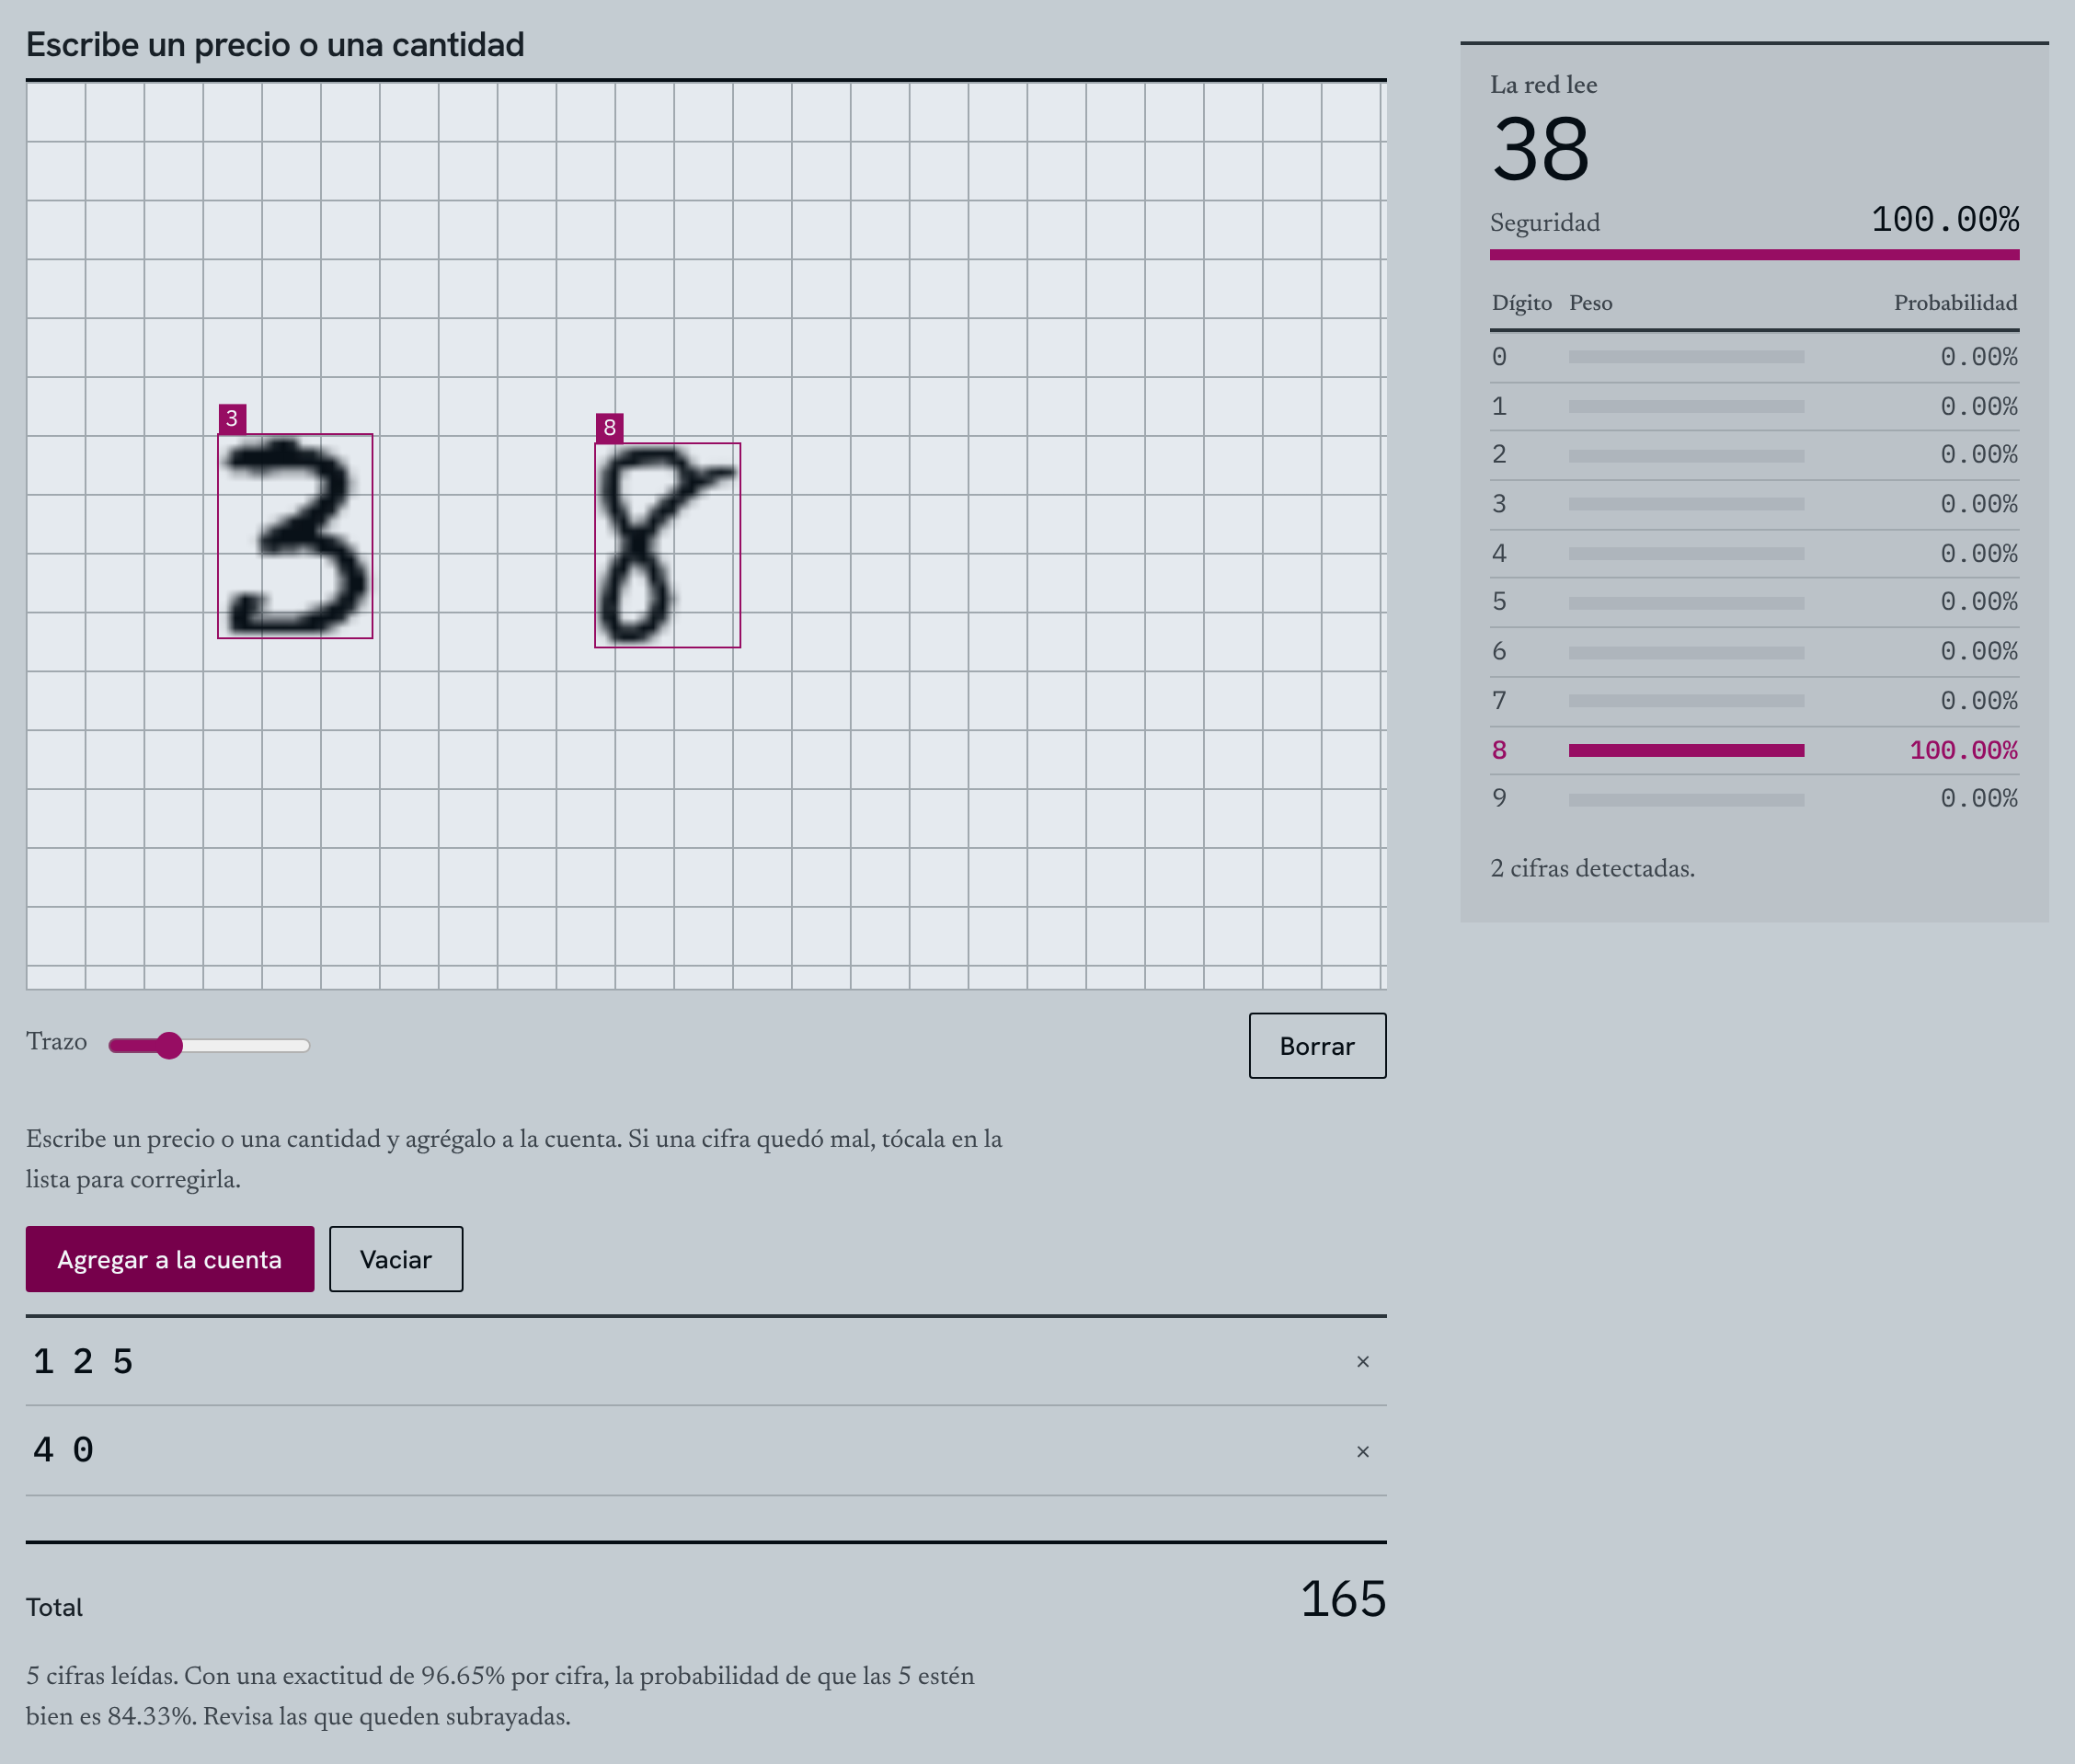 Escribe un precio o una cantidad
3
8
3 8
Trazo
Borrar
Escribe un precio o una cantidad y agrégalo a la cuenta. Si una cifra quedó mal, tócala en la
lista para corregirla.
Agregar a la cuenta
Vaciar
1 2 5 ×
4 0 ×
Total 165
5 cifras leídas. Con una exactitud de 96.65% por cifra, la probabilidad de que las 5 estén
bien es 84.33%. Revisa las que queden subrayadas.
La red lee
38
Seguridad 100.00%
Dígito Peso Probabilidad
0 0.00%
1 0.00%
2 0.00%
3 0.00%
4 0.00%
5 0.00%
6 0.00%
7 0.00%
8 100.00%
9 0.00%
2 cifras detectadas.